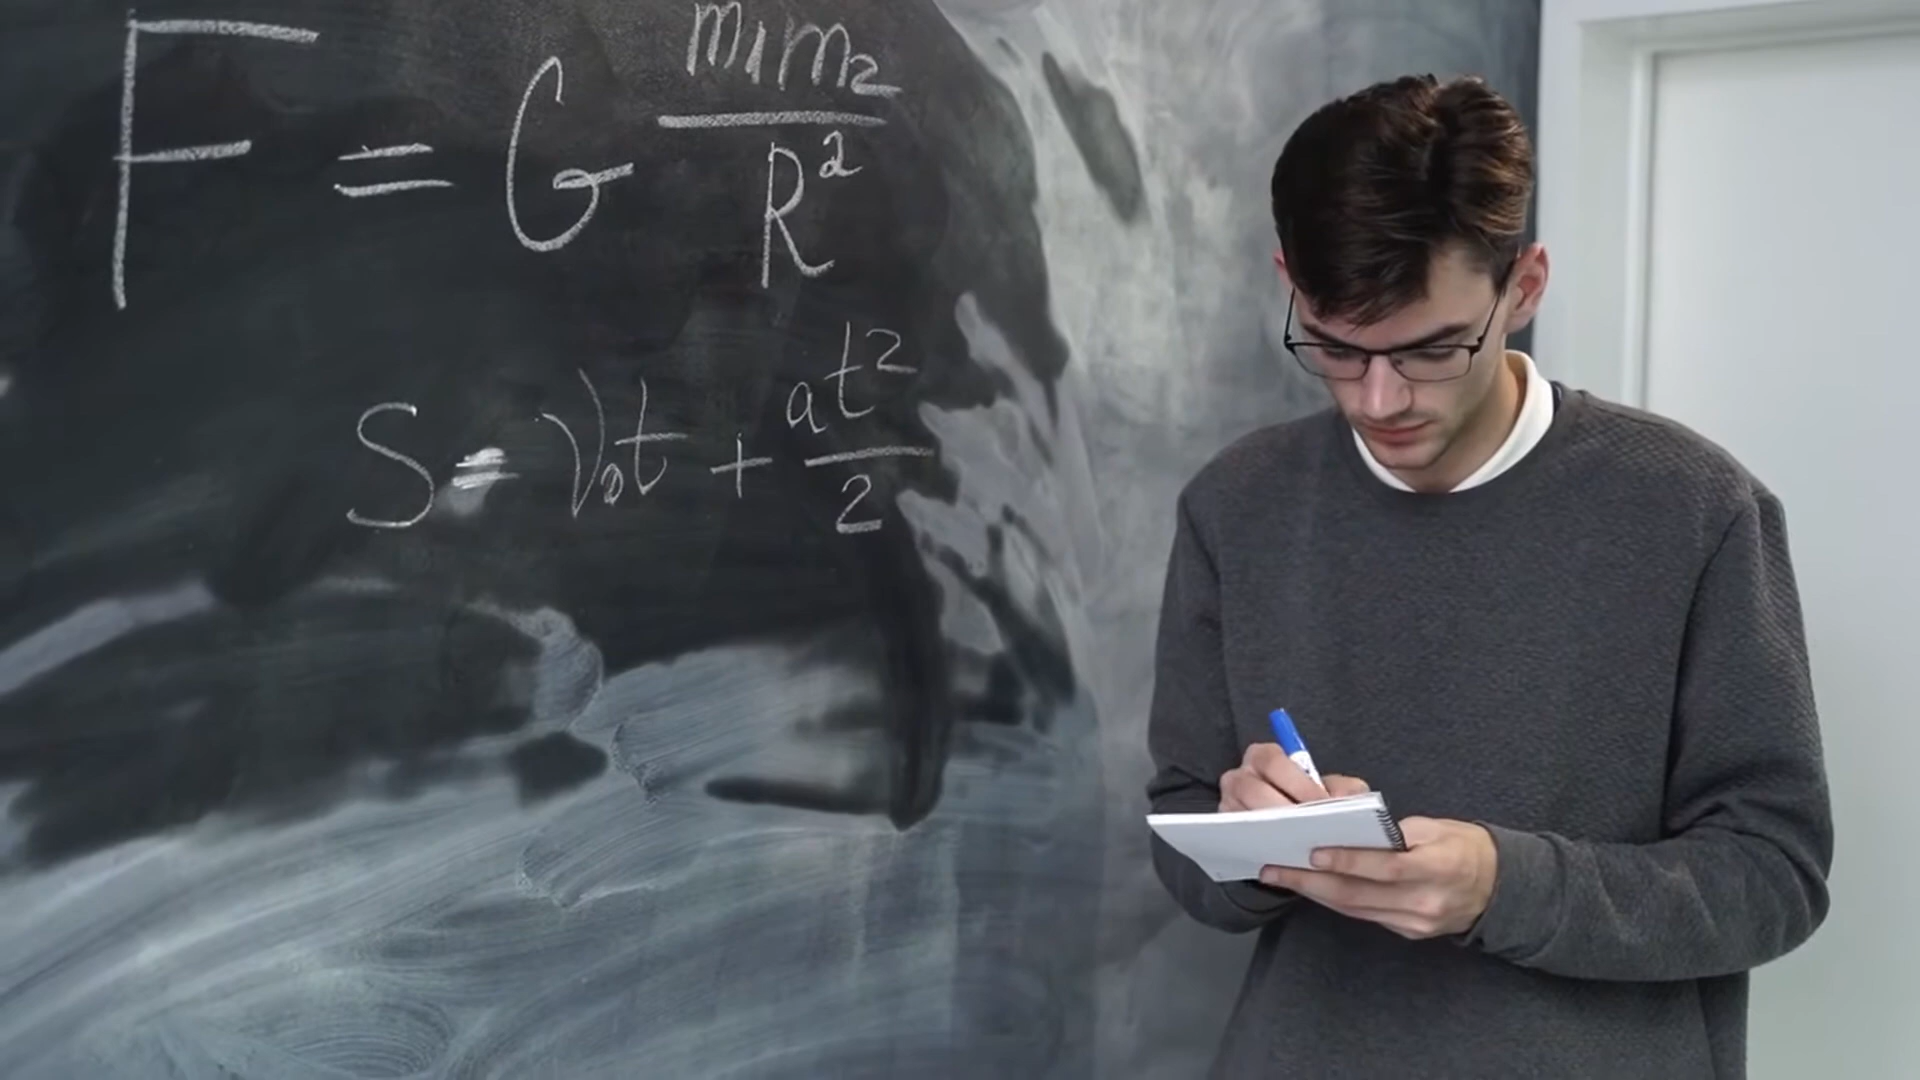 F = G m₁m₂/R²
S = V₀t + at²/2